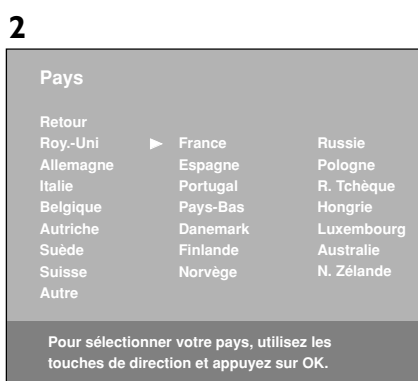 2
Pays
Retour
Roy.-Uni ► France Russie
Allemagne Espagne Pologne
Italie Portugal R. Tchèque
Belgique Pays-Bas Hongrie
Autriche Danemark Luxembourg
Suède Finlande Australie
Suisse Norvège N. Zélande
Autre
Pour sélectionner votre pays, utilisez les
touches de direction et appuyez sur OK.